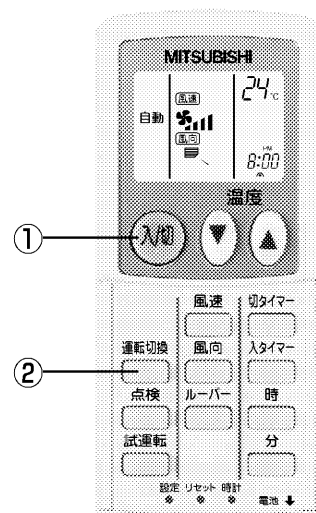 MITSUBISHI
24℃
風速
自動
風向
PM
8:00
温度
① 入/切 ▼ ▲
風速 切タイマー
② 運転切換 風向 入タイマー
点検 ルーバー 時
試運転 分
設定 リセット 時計
電池 ↓